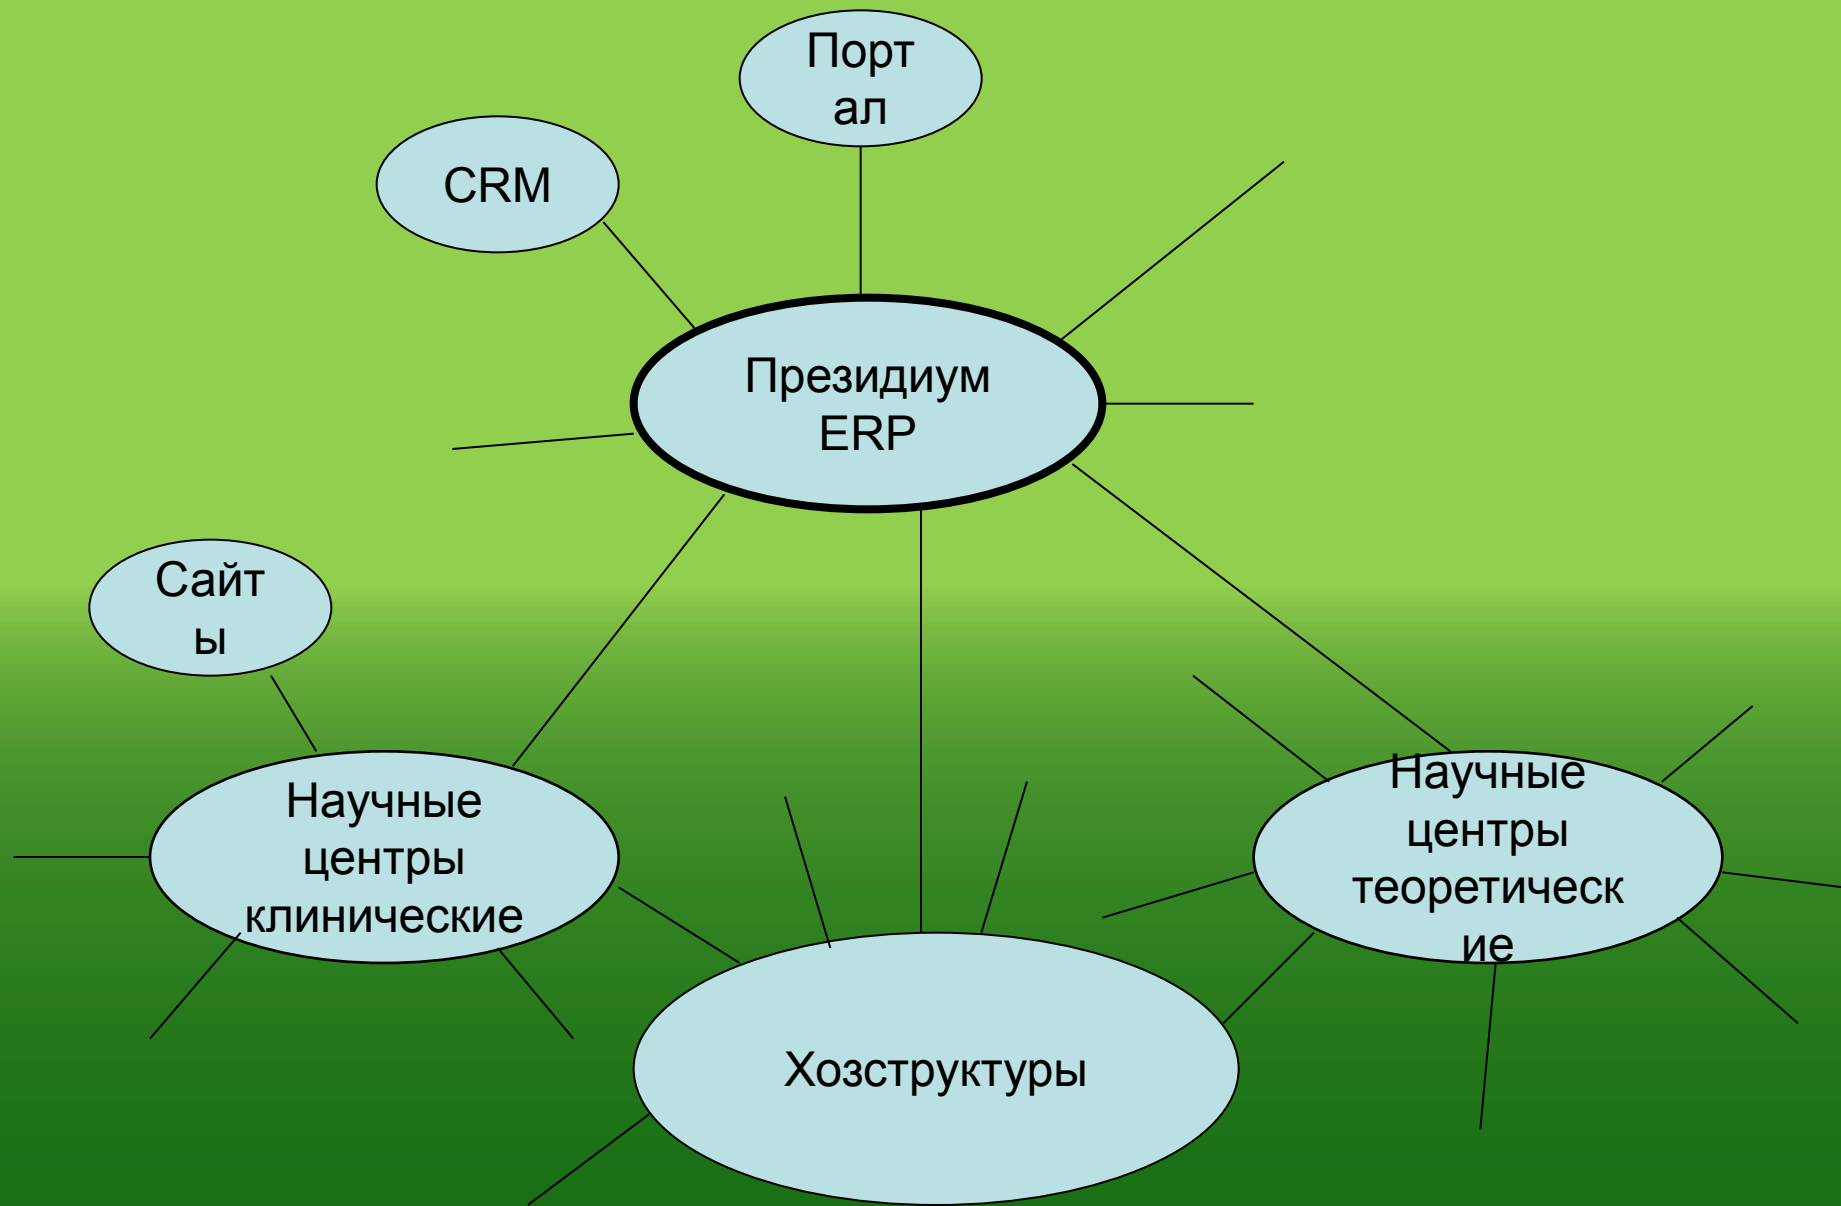 Порт
ал
CRM
Президиум
ERP
Сайт
ы
Научные
центры
клинические
Научные
центры
теоретическ
ие
Хозструктуры